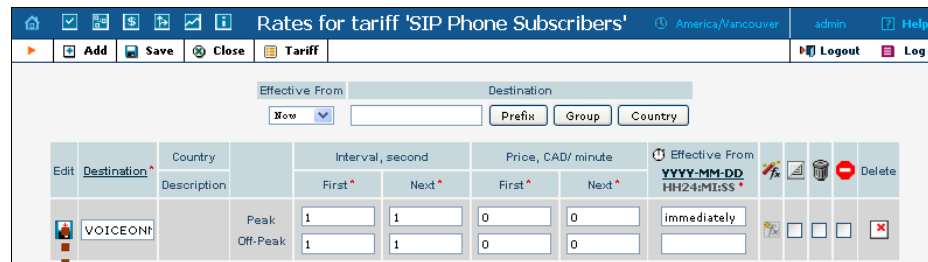 Rates for tariff 'SIP Phone Subscribers' America/Vancouver admin ? Help
Add Save Close Tariff Logout Log
Effective From Destination
Now Prefix Group Country
Edit Destination * Country Interval, second Price, CAD/ minute Effective From Delete
Description First * Next * First * Next * YYYY-MM-DD
HH24:MI:SS *
Peak 1 1 0 0 immediately
VOICEONN
Off-Peak 1 1 0 0